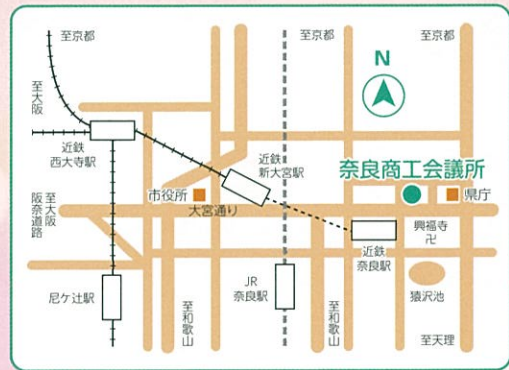 至京都
至京都
至京都
至大阪
N
近鉄
西大寺駅
近鉄
新大宮駅
奈良商工会議所
市役所
県庁
大宮通り
至大阪
阪奈道路
興福寺
卍
近鉄
奈良駅
尼ケ辻駅
JR
奈良駅
猿沢池
至和歌山
至和歌山
至天理